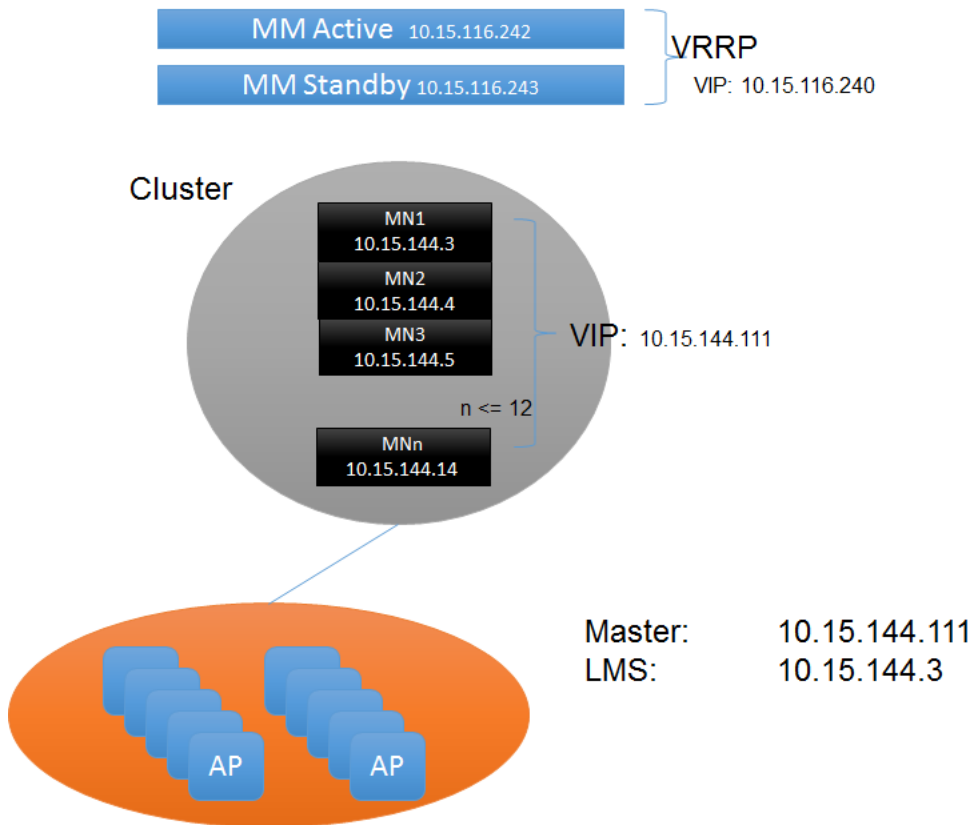 MM Active 10.15.116.242
MM Standby 10.15.116.243
VRRP
VIP: 10.15.116.240
Cluster
MN1
10.15.144.3
MN2
10.15.144.4
MN3
10.15.144.5
VIP: 10.15.144.111
n <= 12
MNn
10.15.144.14
Master: 10.15.144.111
LMS: 10.15.144.3
AP
AP